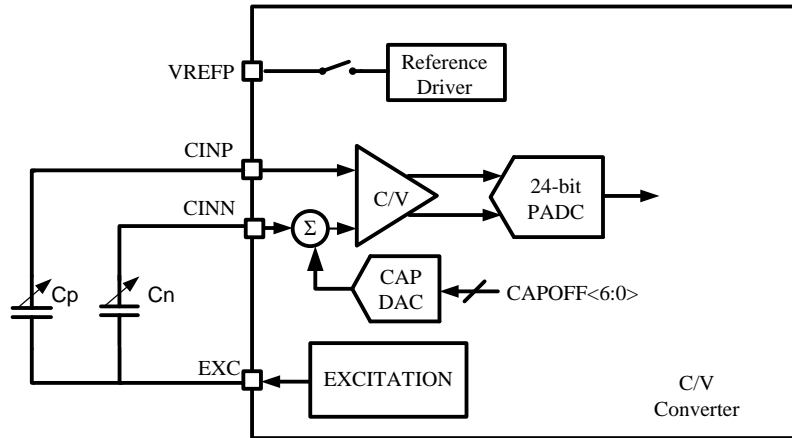 VREFP
Reference
Driver
CINP
C/V
24-bit
PADC
CINN
Σ
CAP
DAC
CAPOFF<6:0>
Cp
Cn
EXC
EXCITATION
C/V
Converter